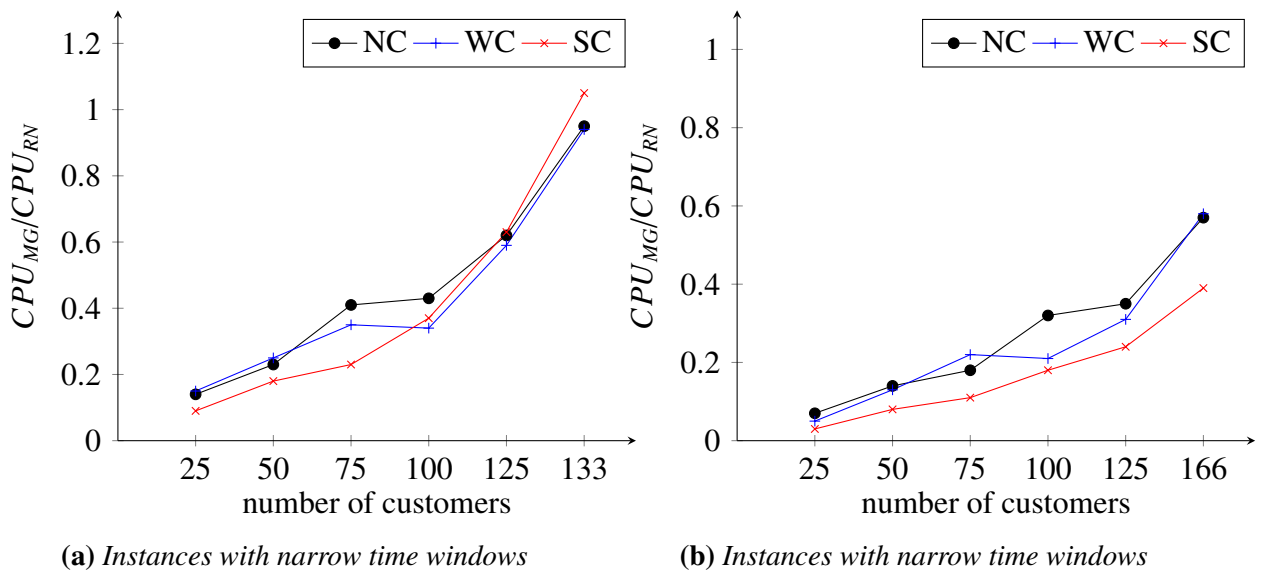 1.2
1
0.8
0.6
0.4
0.2
0
CPU_MG/CPU_RN
NC WC SC
25 50 75 100 125 133
number of customers
(a) Instances with narrow time windows
1
0.8
0.6
0.4
0.2
0
CPU_MG/CPU_RN
NC WC SC
25 50 75 100 125 166
number of customers
(b) Instances with narrow time windows